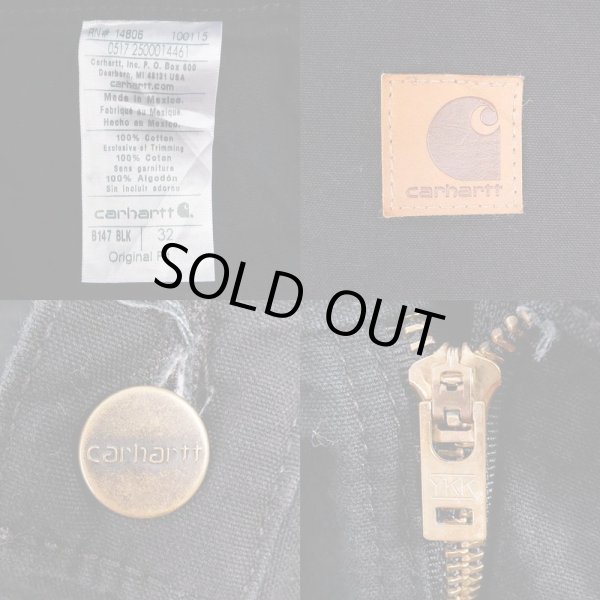 RN# 14806 100115
0517 2500014461
Carhartt, Inc. P.O. Box 600
Dearborn, MI 48121 USA
carhartt.com
Made in Mexico.
Fabriqué au Mexique
Hecho en Mexico.
100% Cotton
Exclusive of Trimming
100% Coton
Sans garniture
100% Algodón
Sin incluir adorno
carhartt
B147 BLK 32
Original
carhartt
SOLD OUT
carhartt
YKK